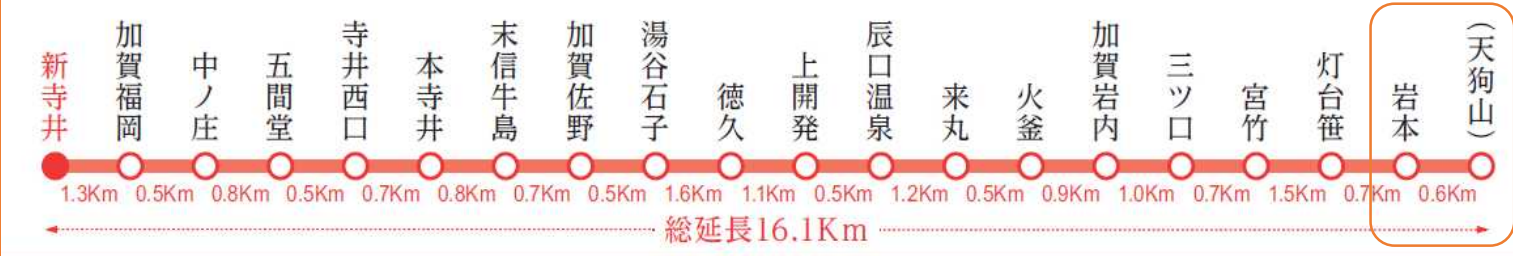 新寺井
加賀福岡
中ノ庄
五間堂
寺井西口
本寺井
末信牛島
加賀佐野
湯谷石子
徳久
上開発
辰口温泉
来丸
火釜
加賀岩内
三ツ口
宮竹
灯台笹
岩本
(天狗山)
1.3Km 0.5Km 0.8Km 0.5Km 0.7Km 0.8Km 0.7Km 0.5Km 1.6Km 1.1Km 0.5Km 1.2Km 0.5Km 0.9Km 1.0Km 0.7Km 1.5Km 0.7Km 0.6Km
総延長16.1Km